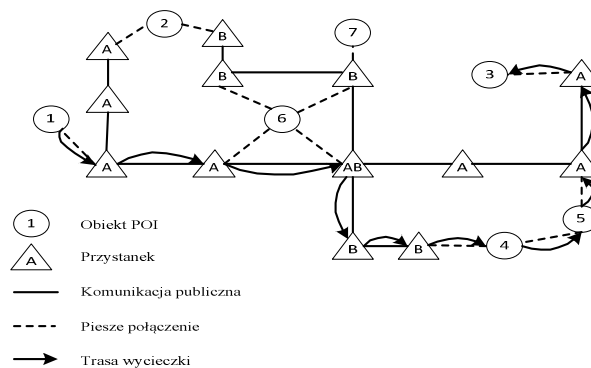 2
B
7
A
B
B
3
A
A
1
6
A
A
AB
A
A
5
B
B
4
1 Obiekt POI
A Przystanek
Komunikacja publiczna
Piesze połączenie
Trasa wycieczki